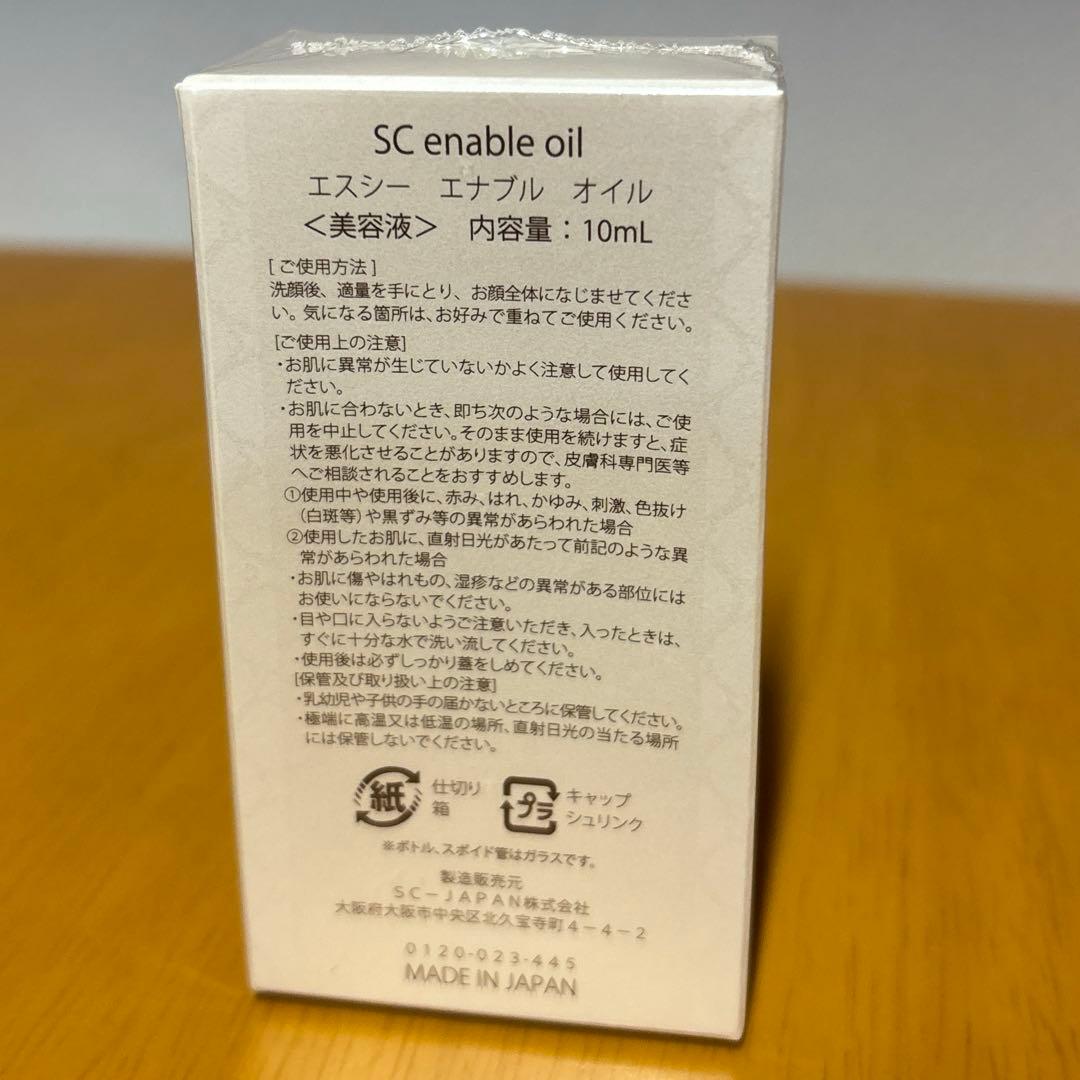 SC enable oil
エスシー　エナブル　オイル
＜美容液＞　内容量：10mL
[ ご使用方法 ]
洗顔後、適量を手にとり、お顔全体になじませてくださ
い。気になる箇所は、お好みで重ねてご使用ください。
[ご使用上の注意]
・お肌に異常が生じていないかよく注意して使用してく
ださい。
・お肌に合わないとき、即ち次のような場合には、ご使
用を中止してください。そのまま使用を続けますと、症
状を悪化させることがありますので、皮膚科専門医等
へご相談されることをおすすめします。
①使用中や使用後に、赤み、はれ、かゆみ、刺激、色抜け
（白斑等）や黒ずみ等の異常があらわれた場合
②使用したお肌に、直射日光があたって前記のような異
常があらわれた場合
・お肌に傷やはれもの、湿疹などの異常がある部位には
お使いにならないでください。
・目や口に入らないようご注意いただき、入ったときは、
すぐに十分な水で洗い流してください。
・使用後は必ずしっかり蓋をしめてください。
[保管及び取り扱い上の注意]
・乳幼児や子供の手の届かないところに保管してください。
・極端に高温又は低温の場所、直射日光の当たる場所
には保管しないでください。
紙 仕切り
箱
プラ キャップ
シュリンク
※ボトル、スポイド管はガラスです。
製造販売元
ＳＣ－ＪＡＰＡＮ株式会社
大阪府大阪市中央区北久宝寺町４－４－２
0120-023-445
MADE IN JAPAN